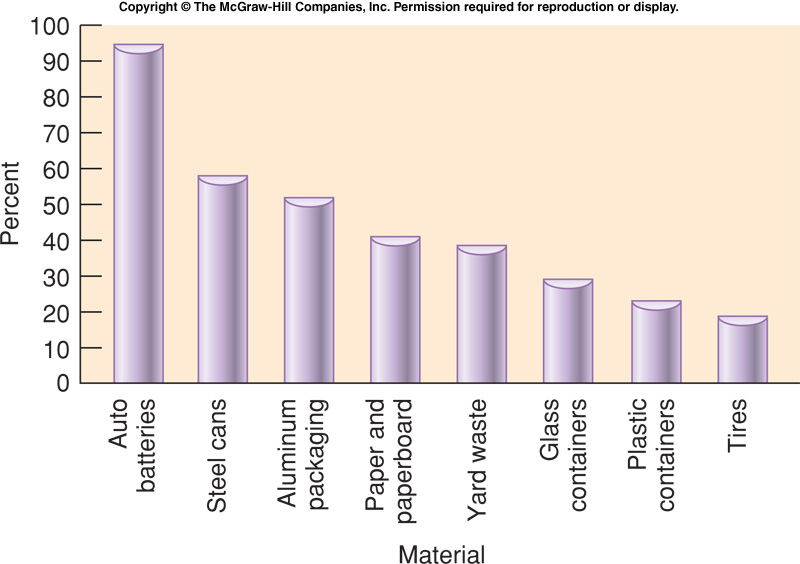 Copyright © The McGraw-Hill Companies, Inc. Permission required for reproduction or display.
100
90
80
70
60
50
40
30
20
10
0
Percent
Auto
batteries
Steel cans
Aluminum
packaging
Paper and
paperboard
Yard waste
Glass
containers
Plastic
containers
Tires
Material